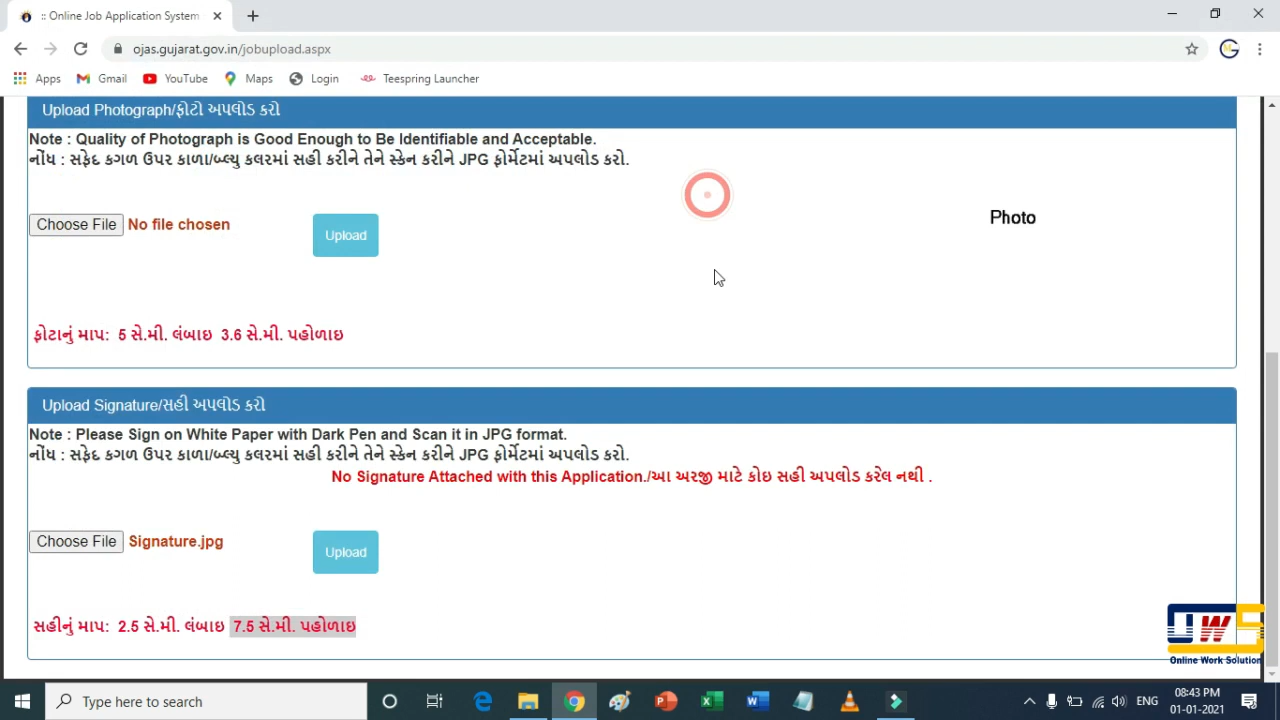 :: Online Job Application System
ojas.gujarat.gov.in/jobupload.aspx
Apps Gmail YouTube Maps Login Teespring Launcher
Upload Photograph/ફોટો અપલોડ કરો
Note : Quality of Photograph is Good Enough to Be Identifiable and Acceptable.
નોંધ : સફેદ કગળ ઉપર કાળા/બ્લ્યુ કલરમાં સહી કરીને તેને સ્કેન કરીને JPG ફોર્મેટમાં અપલોડ કરો.
Photo
Choose File No file chosen
Upload
ફોટાનું માપ: 5 સે.મી. લંબાઇ 3.6 સે.મી. પહોળાઇ
Upload Signature/સહી અપલોડ કરો
Note : Please Sign on White Paper with Dark Pen and Scan it in JPG format.
નોંધ : સફેદ કગળ ઉપર કાળા/બ્લ્યુ કલરમાં સહી કરીને તેને સ્કેન કરીને JPG ફોર્મેટમાં અપલોડ કરો.
No Signature Attached with this Application./આ અરજી માટે કોઇ સહી અપલોડ કરેલ નથી .
Choose File Signature.jpg
Upload
સહીનું માપ: 2.5 સે.મી. લંબાઇ 7.5 સે.મી. પહોળાઇ
OWS
Online Work Solution
Type here to search
ENG
08:43 PM
01-01-2021